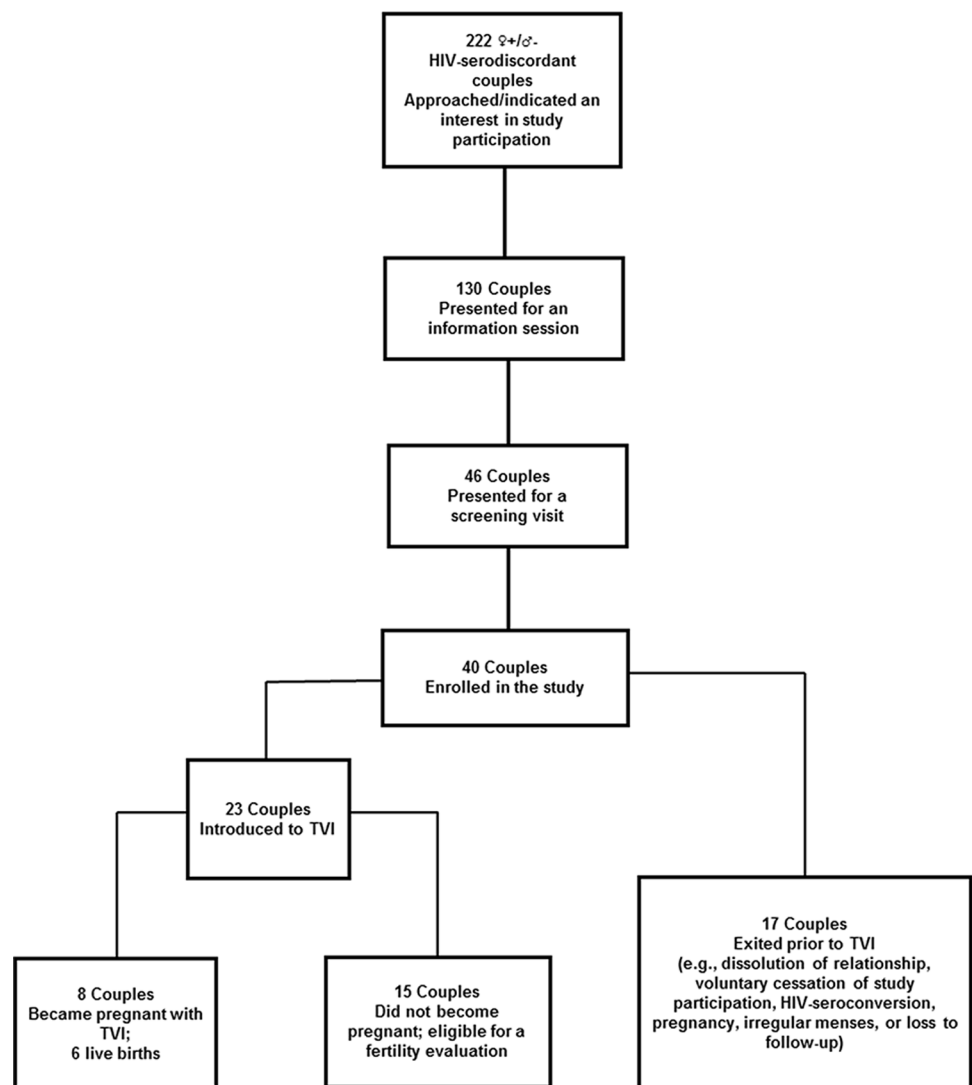 222 ♀+/♂-
HIV-serodiscordant
couples
Approached/indicated an
interest in study
participation
130 Couples
Presented for an
information session
46 Couples
Presented for a
screening visit
40 Couples
Enrolled in the study
23 Couples
Introduced to TVI
8 Couples
Became pregnant with
TVI;
6 live births
15 Couples
Did not become
pregnant; eligible for a
fertility evaluation
17 Couples
Exited prior to TVI
(e.g., dissolution of relationship,
voluntary cessation of study
participation, HIV-seroconversion,
pregnancy, irregular menses, or loss to
follow-up)